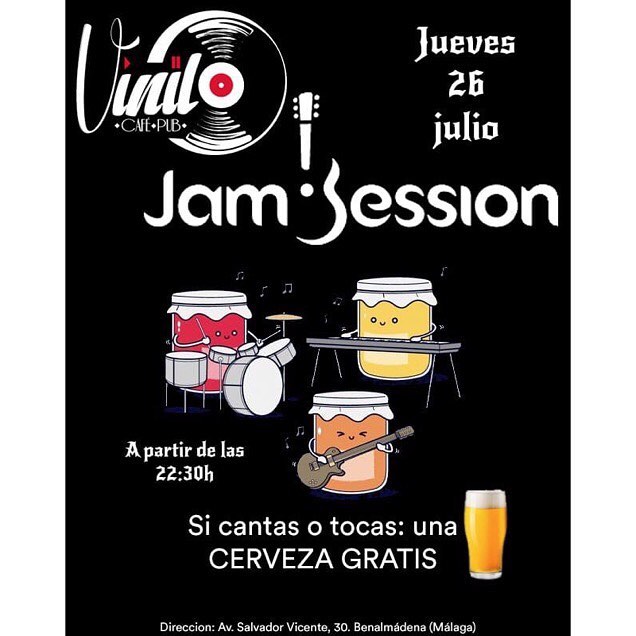 Vinilo
•CAFÉ•PUB•
Jueves
26
julio
Jam Session
A partir de las
22:30h
Si cantas o tocas: una
CERVEZA GRATIS
Direccion: Av. Salvador Vicente, 30. Benalmádena (Málaga)